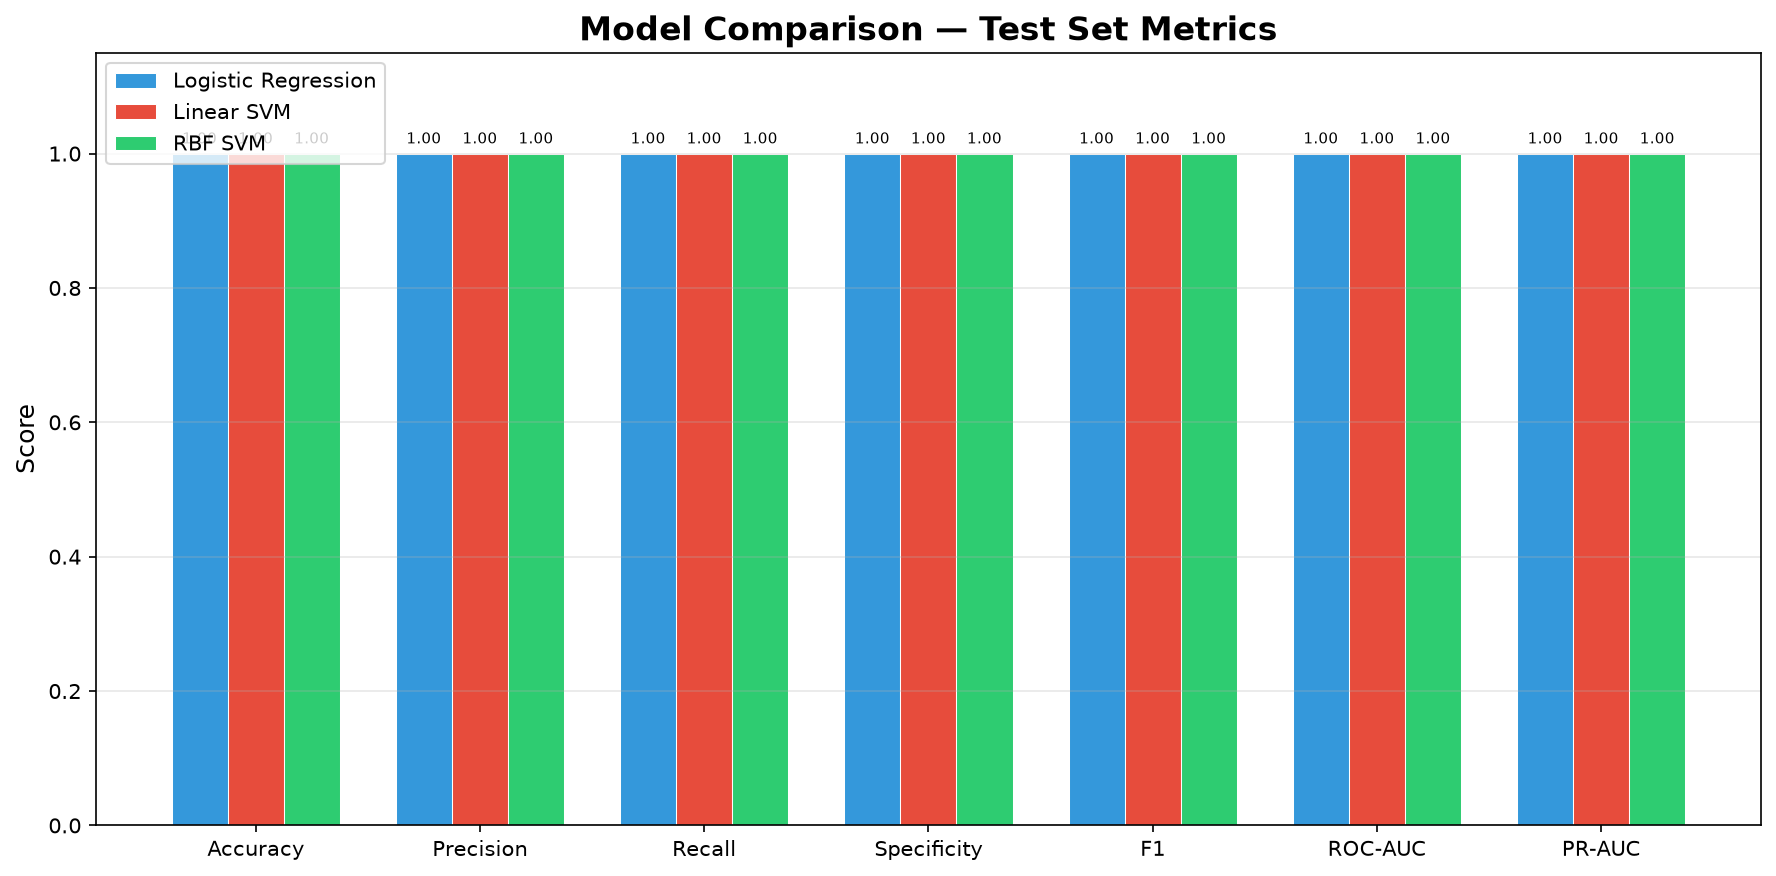 Model Comparison — Test Set Metrics
Logistic Regression
Linear SVM
RBF SVM
1.00 1.00 1.00 1.00 1.00 1.00 1.00 1.00 1.00 1.00 1.00 1.00 1.00 1.00 1.00 1.00 1.00 1.00 1.00 1.00
1.0
0.8
0.6
0.4
0.2
0.0
Score
Accuracy Precision Recall Specificity F1 ROC-AUC PR-AUC